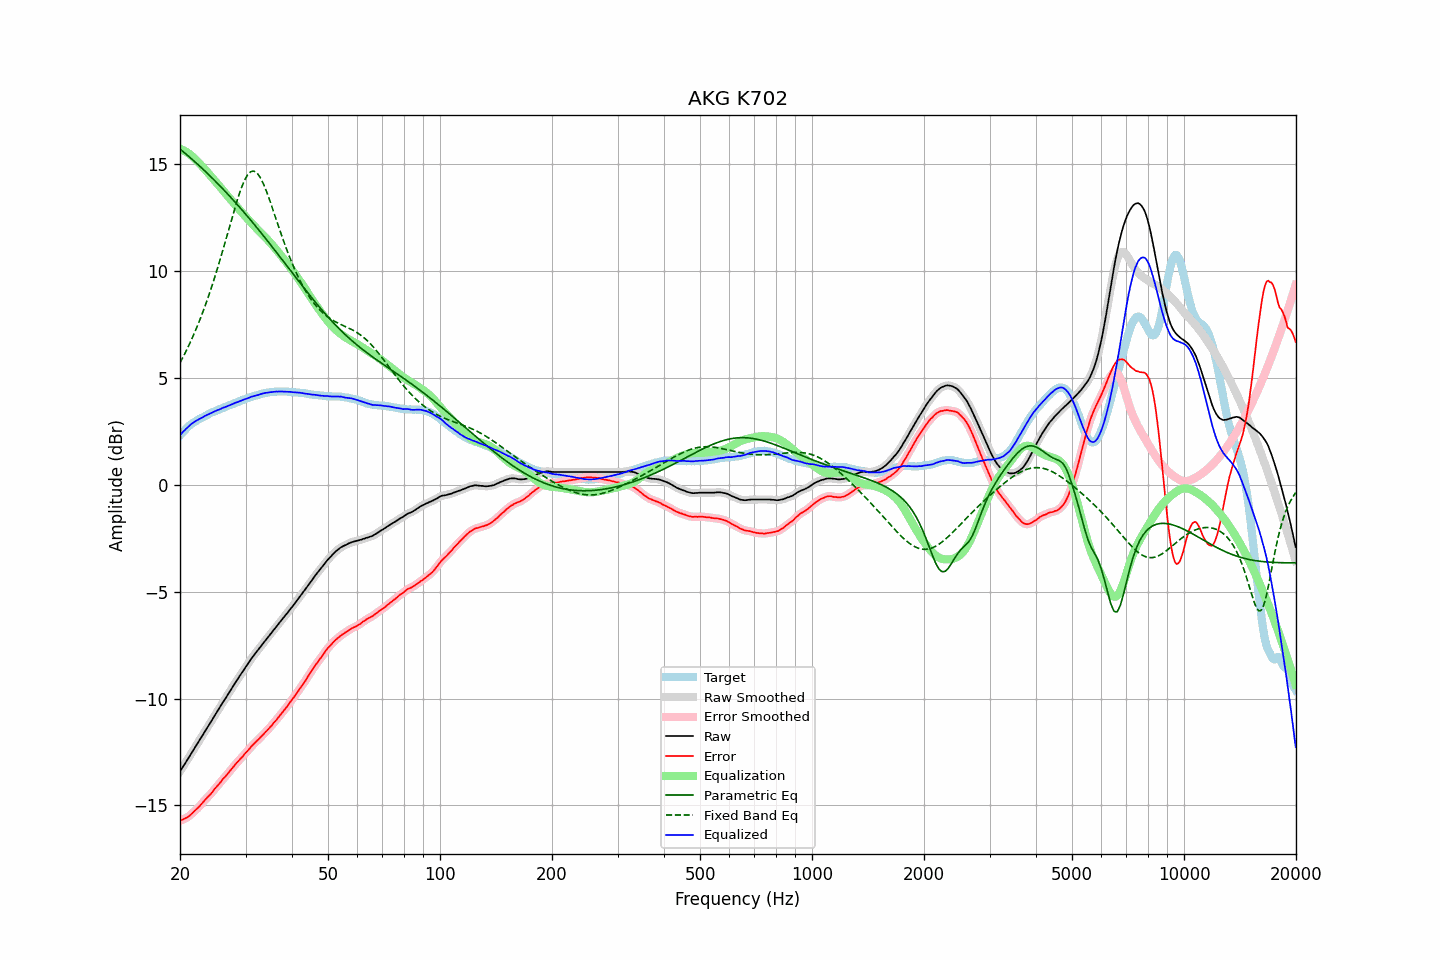 AKG K702
Amplitude (dBr)
15
10
5
0
−5
−10
−15
Target
Raw Smoothed
Error Smoothed
Raw
Error
Equalization
Parametric Eq
Fixed Band Eq
Equalized
20
50
100
200
500
1000
2000
5000
10000
20000
Frequency (Hz)